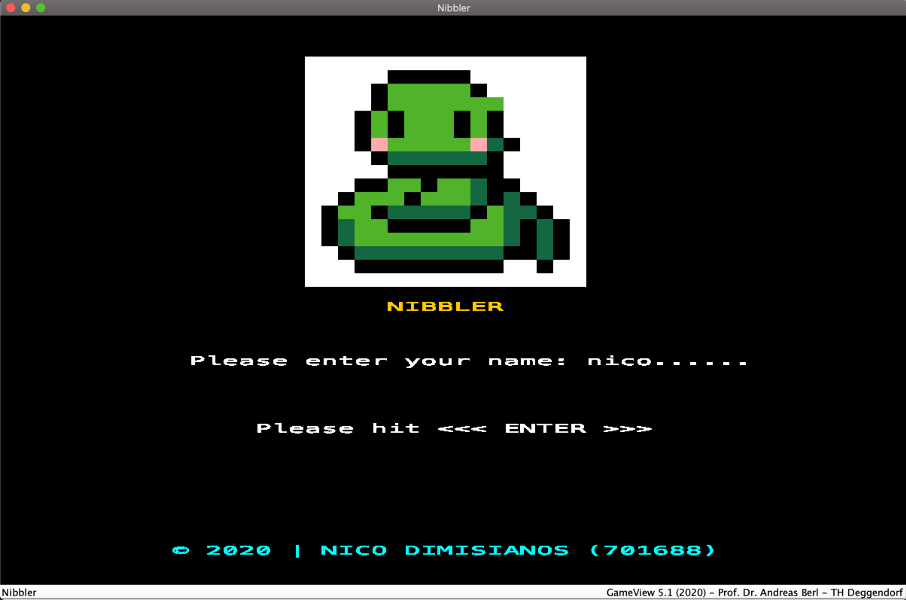 Nibbler
NIBBLER
Please enter your name: nico......
Please hit <<< ENTER >>>
© 2020 | NICO DIMISIANOS (701688)
Nibbler
GameView 5.1 (2020) – Prof. Dr. Andreas Berl – TH Deggendorf